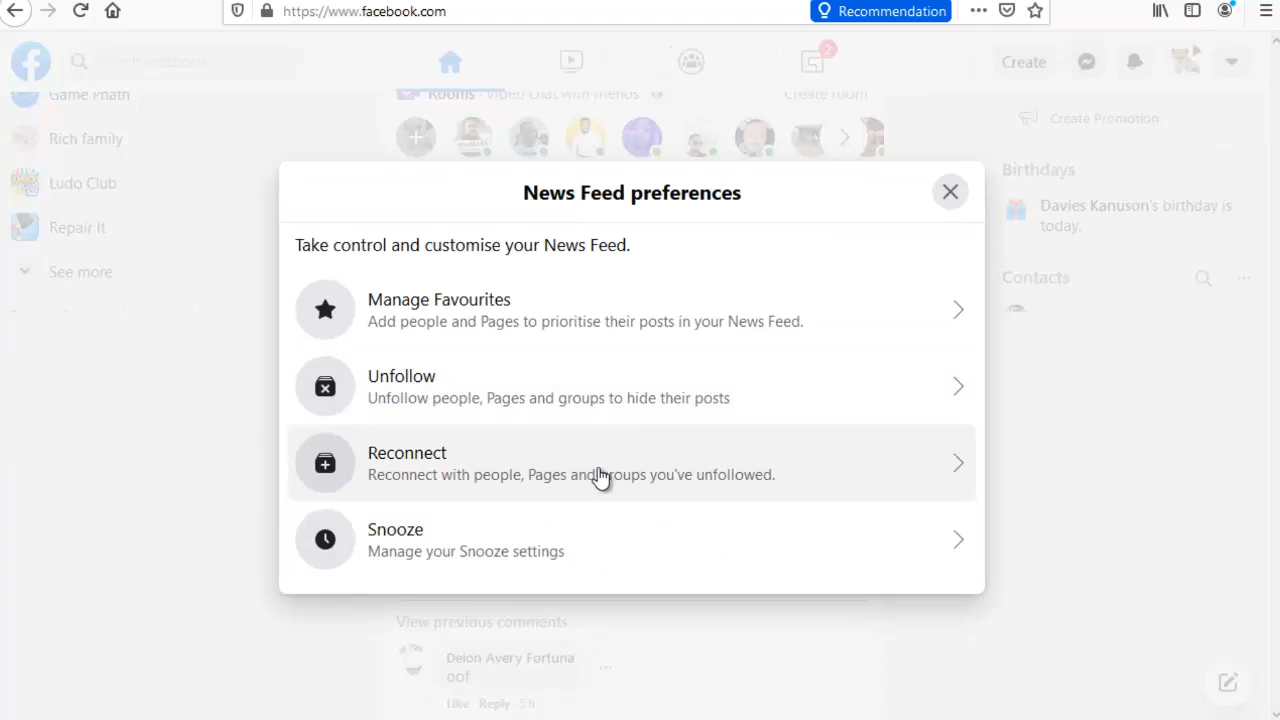 https://www.facebook.com
Recommendation
2
Create
Game Phath
Rich family
Ludo Club
Repair It
See more
Rooms · Video chat with friends
Create room
News Feed preferences
Take control and customise your News Feed.
Manage Favourites
Add people and Pages to prioritise their posts in your News Feed.
Unfollow
Unfollow people, Pages and groups to hide their posts
Reconnect
Reconnect with people, Pages and groups you've unfollowed.
Snooze
Manage your Snooze settings
View previous comments
Deion Avery Fortuna
oof
Like Reply · 5 h
Create Promotion
Birthdays
Davies Kanuson's birthday is
today.
Contacts